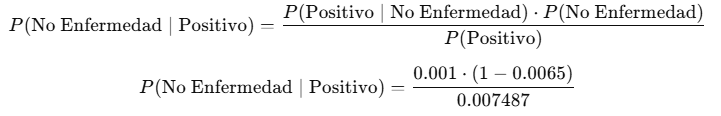 P(No Enfermedad | Positivo) = P(Positivo | No Enfermedad) · P(No Enfermedad) / P(Positivo)
P(No Enfermedad | Positivo) = 0.001 · (1 − 0.0065) / 0.007487